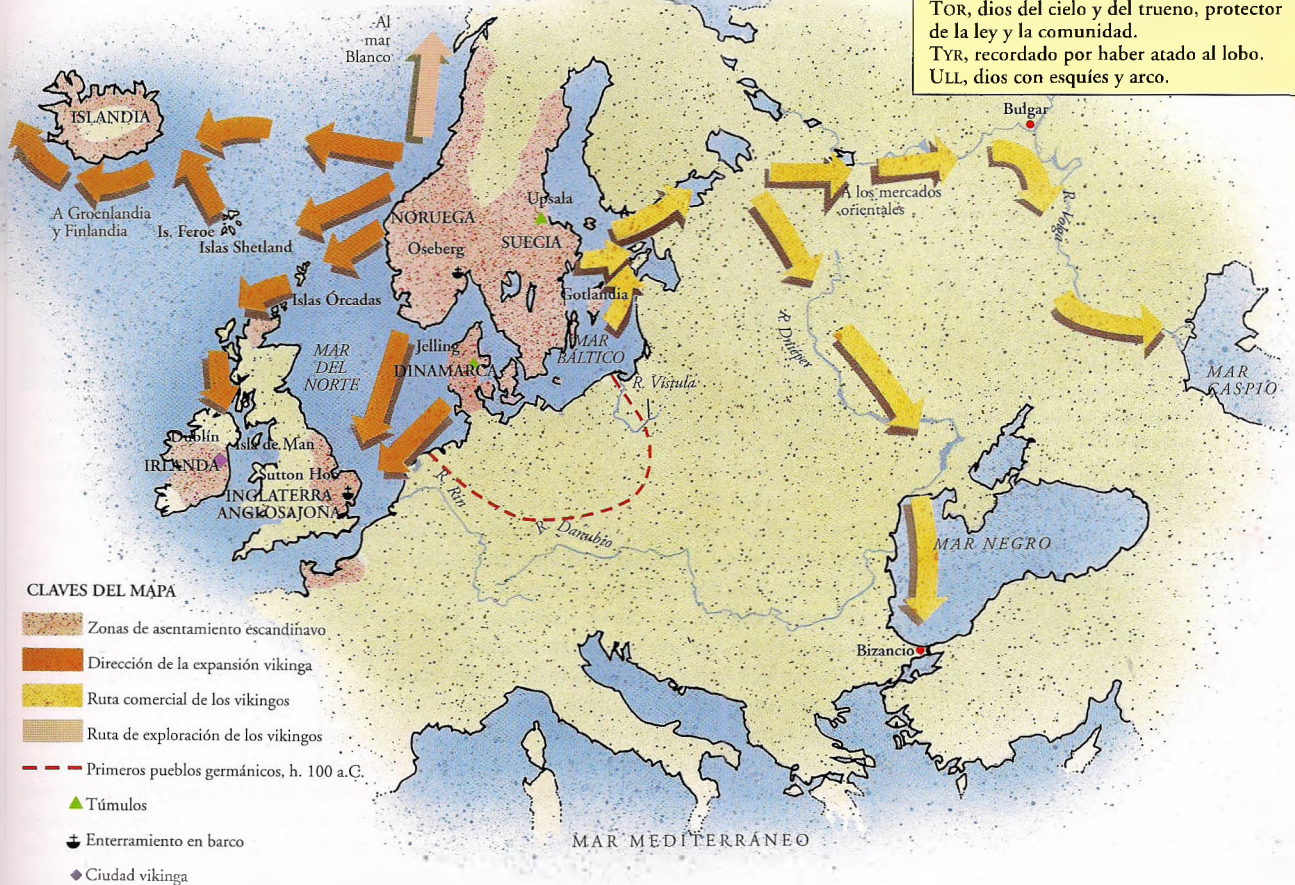 TOR, dios del cielo y del trueno, protector
de la ley y la comunidad.
TYR, recordado por haber atado al lobo.
ULL, dios con esquíes y arco.
Al
mar
Blanco
ISLANDIA
Bulgar
A los mercados
orientales
R. Volga
A Groenlandia
y Finlandia
Is. Feroe
Islas Shetland
NORUEGA
Upsala
Oseberg
SUECIA
Islas Órcadas
Gotlandia
MAR
DEL
NORTE
Jelling
DINAMARCA
MAR
BÁLTICO
R. Vístula
R. Dniéper
MAR
CASPIO
Dublín
Isla de Man
IRLANDA
Sutton Hoo
INGLATERRA
ANGLOSAJONA
R. Rin
R. Danubio
MAR NEGRO
Bizancio
MAR MEDITERRÁNEO
CLAVES DEL MAPA
Zonas de asentamiento escandinavo
Dirección de la expansión vikinga
Ruta comercial de los vikingos
Ruta de exploración de los vikingos
Primeros pueblos germánicos, h. 100 a.C.
Túmulos
Enterramiento en barco
Ciudad vikinga